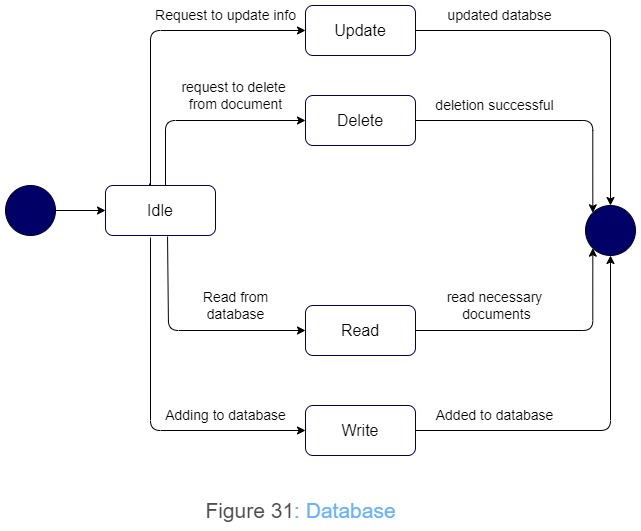 Request to update info
Update
updated databse
request to delete
from document
Delete
deletion successful
Idle
Read from
database
Read
read necessary
documents
Adding to database
Write
Added to database
Figure 31: Database